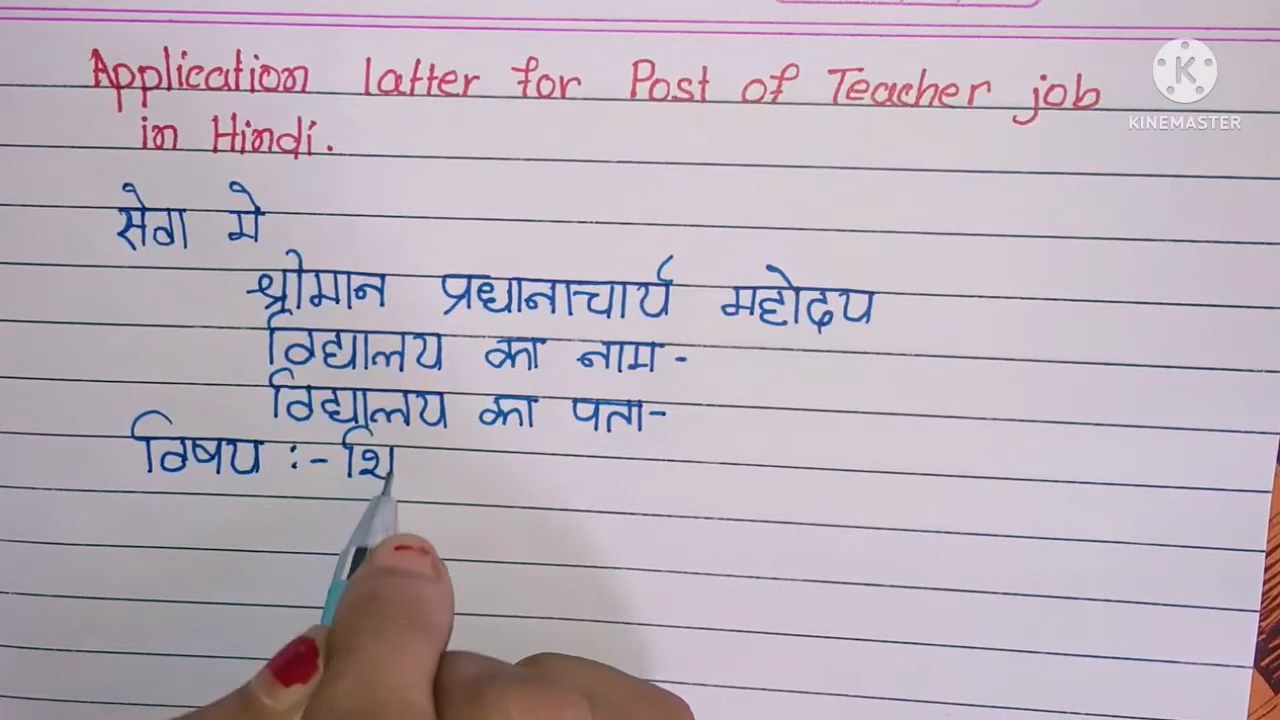 Application latter for Post of Teacher job
in Hindi.
सेवा मे
श्रीमान प्रधानाचार्य महोदय
विद्यालय का नाम-
विद्यालय का पता-
विषय :- शि
K
KINEMASTER